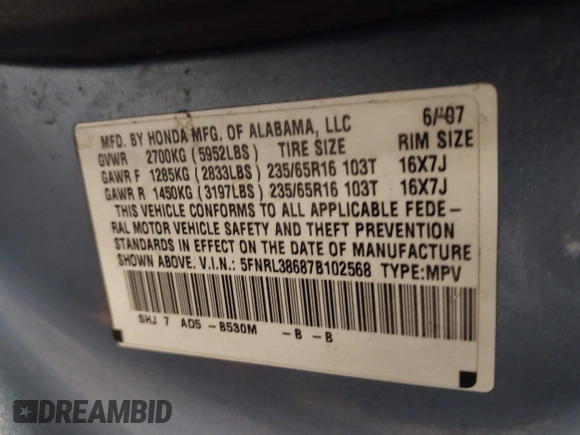 MFD. BY HONDA MFG. OF ALABAMA, LLC 6/07
GVWR 2700KG (5952LBS) TIRE SIZE RIM SIZE
GAWR F 1285KG (2833LBS) 235/65R16 103T 16X7J
GAWR R 1450KG (3197LBS) 235/65R16 103T 16X7J
THIS VEHICLE CONFORMS TO ALL APPLICABLE FEDE-
RAL MOTOR VEHICLE SAFETY AND THEFT PREVENTION
STANDARDS IN EFFECT ON THE DATE OF MANUFACTURE
SHOWN ABOVE. V.I.N.: 5FNRL38687B102568 TYPE:MPV
SHJ 7 AD5 -B530M -B -B
DREAMBID